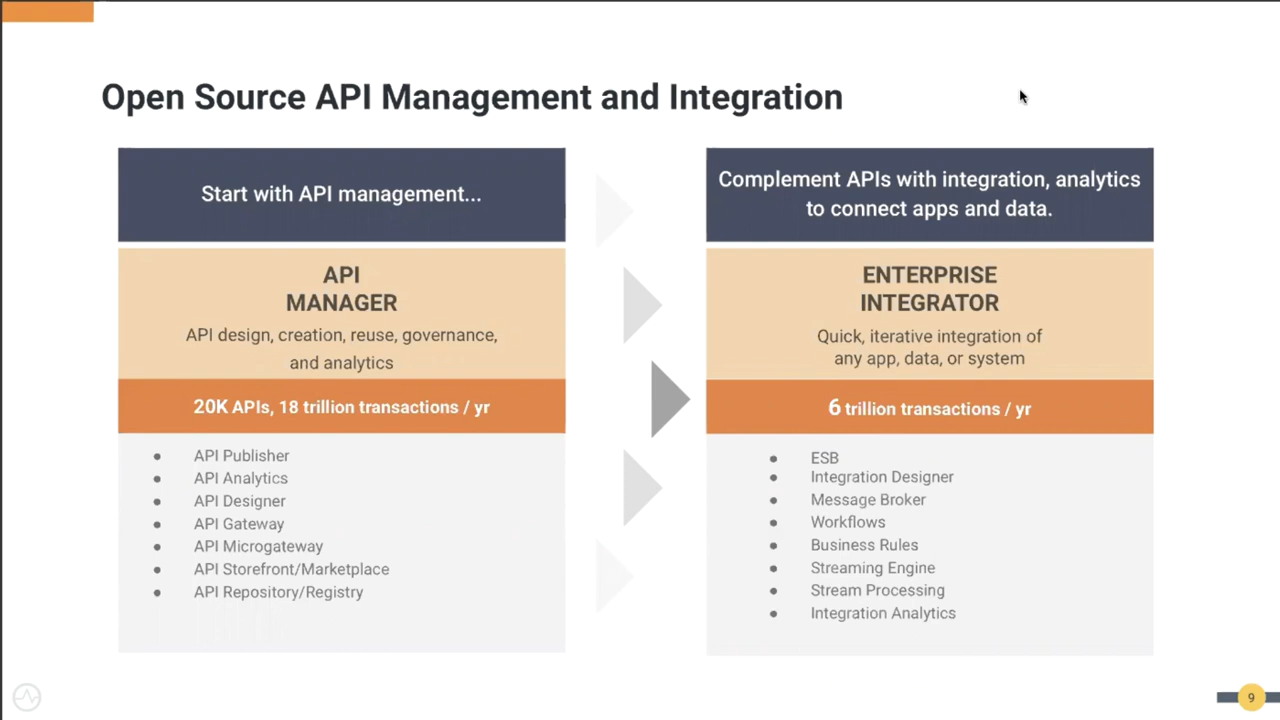 Open Source API Management and Integration
Start with API management...
API
MANAGER
API design, creation, reuse, governance,
and analytics
20K APIs, 18 trillion transactions / yr
● API Publisher
● API Analytics
● API Designer
● API Gateway
● API Microgateway
● API Storefront/Marketplace
● API Repository/Registry
Complement APIs with integration, analytics
to connect apps and data.
ENTERPRISE
INTEGRATOR
Quick, iterative integration of
any app, data, or system
6 trillion transactions / yr
● ESB
● Integration Designer
● Message Broker
● Workflows
● Business Rules
● Streaming Engine
● Stream Processing
● Integration Analytics
9